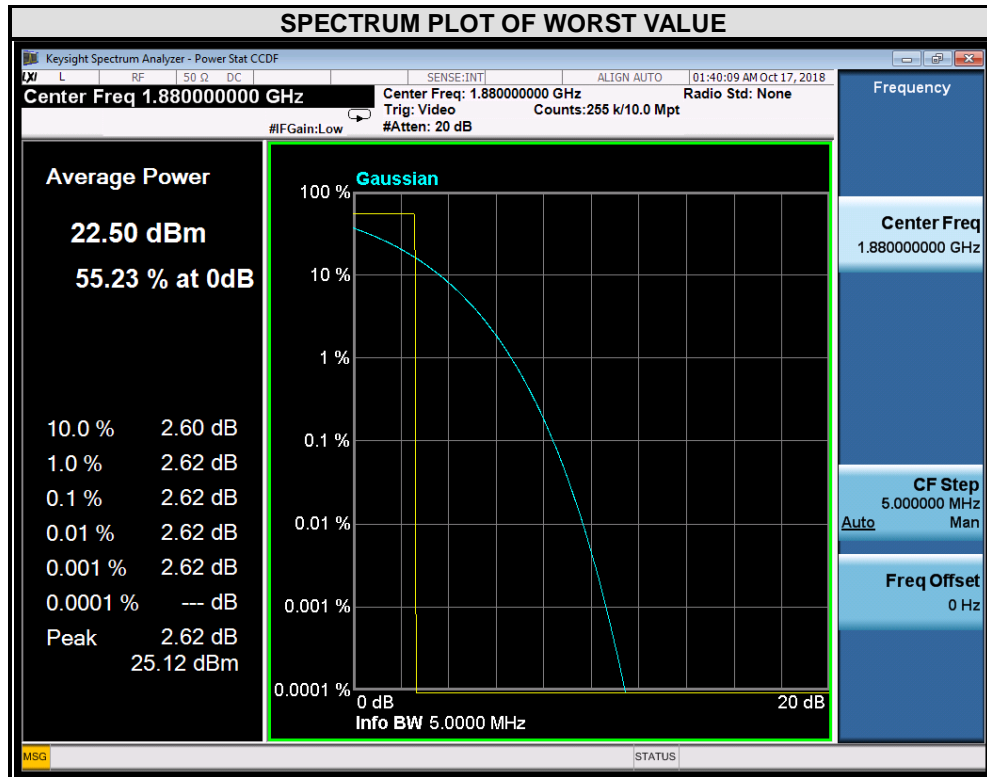 SPECTRUM PLOT OF WORST VALUE
Keysight Spectrum Analyzer - Power Stat CCDF
LXI L RF 50 Ω DC SENSE:INT ALIGN AUTO 01:40:09 AM Oct 17, 2018
Center Freq 1.880000000 GHz
Center Freq: 1.880000000 GHz Radio Std: None
Trig: Video Counts:255 k/10.0 Mpt
#IFGain:Low #Atten: 20 dB
Average Power
22.50 dBm
55.23 % at 0dB
10.0 % 2.60 dB
1.0 % 2.62 dB
0.1 % 2.62 dB
0.01 % 2.62 dB
0.001 % 2.62 dB
0.0001 % --- dB
Peak 2.62 dB
25.12 dBm
Gaussian
100 %
10 %
1 %
0.1 %
0.01 %
0.001 %
0.0001 %
0 dB 20 dB
Info BW 5.0000 MHz
Frequency
Center Freq
1.880000000 GHz
CF Step
5.000000 MHz
Auto Man
Freq Offset
0 Hz
MSG STATUS